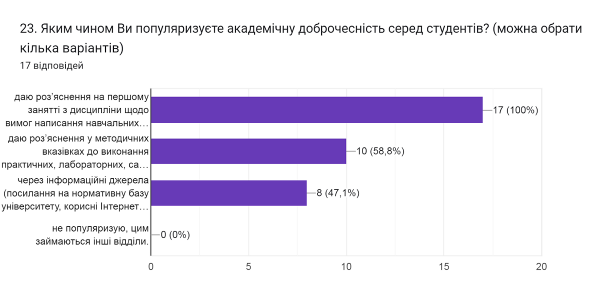 23. Яким чином Ви популяризуєте академічну доброчесність серед студентів? (можна обрати
кілька варіантів)
17 відповідей
даю роз'яснення на першому
занятті з дисципліни щодо
вимог написання навчальних…
17 (100%)
даю роз'яснення у методичних
вказівках до виконання
практичних, лабораторних, са…
10 (58,8%)
через інформаційні джерела
(посилання на нормативну базу
університету, корисні Інтернет…
8 (47,1%)
не популяризую, цим
займаються інші відділи.
0 (0%)
0 5 10 15 20